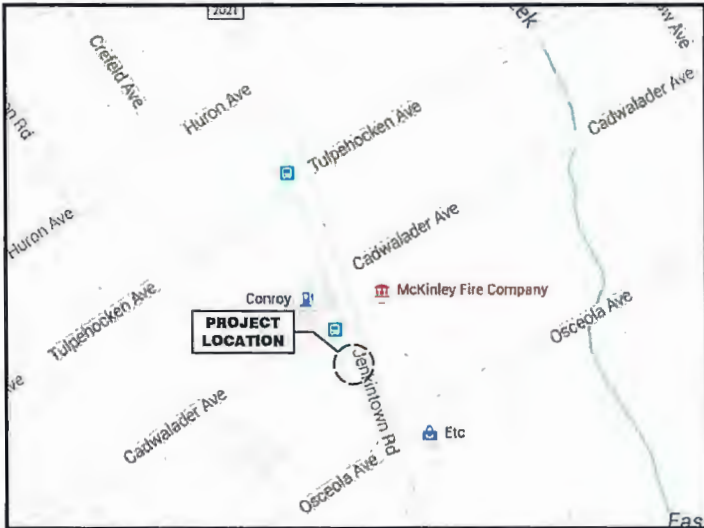 2021
Crefeld Ave
Huron Ave
Tulpehocken Ave
Cadwalader Ave
Rd
Huron Ave
Cadwalader Ave
Conroy
McKinley Fire Company
Tulpehocken Ave
PROJECT
LOCATION
Osceola Ave
Jenkintown Rd
Cadwalader Ave
Etc
Osceola Ave